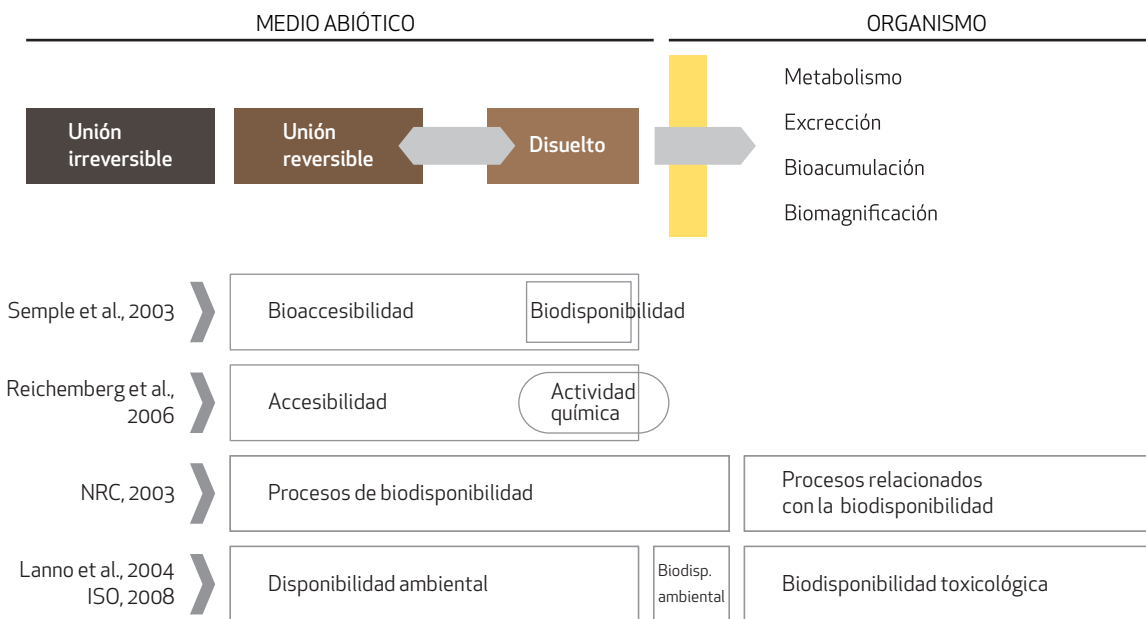 MEDIO ABIÓTICO
ORGANISMO
Unión
irreversible
Unión
reversible
Disuelto
Metabolismo
Excrección
Bioacumulación
Biomagnificación
Semple et al., 2003
Bioaccesibilidad
Biodisponibilidad
Reichemberg et al.,
2006
Accesibilidad
Actividad
química
NRC, 2003
Procesos de biodisponibilidad
Procesos relacionados
con la biodisponibilidad
Lanno et al., 2004
ISO, 2008
Disponibilidad ambiental
Biodisp.
ambiental
Biodisponibilidad toxicológica